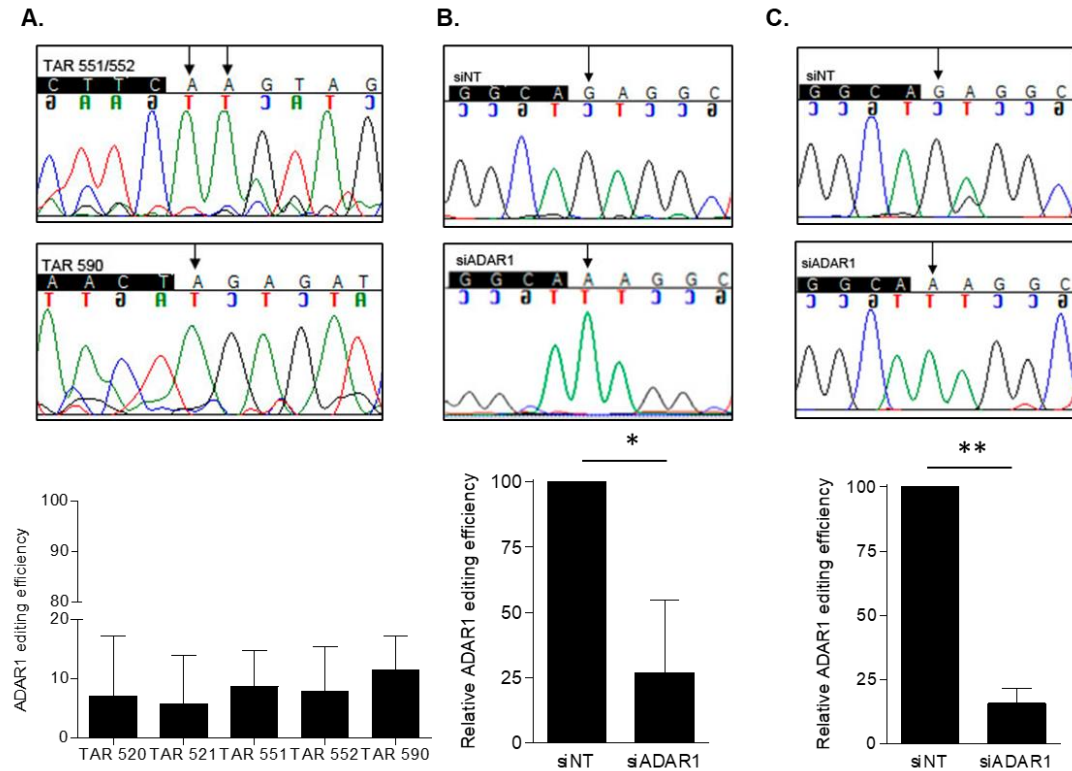 A.
TAR 551/552
C T T C A A G T A G
G A A G T T C A T C
TAR 590
A A C T A G A G A T
T T G A T C T C T A
ADAR1 editing efficiency
100
90
80
20
10
0
TAR 520 TAR 521 TAR 551 TAR 552 TAR 590
B.
siNT
G G C A G A G G C
C C G T C T C C G
siADAR1
G G C A A A G G C
C C G T T T C C G
*
Relative ADAR1 editing efficiency
100
75
50
25
0
siNT siADAR1
C.
siNT
G G C A G A G G C
C C G T C T C C G
siADAR1
G G C A A A G G C
C C G T T T C C G
**
Relative ADAR1 editing efficiency
100
75
50
25
0
siNT siADAR1